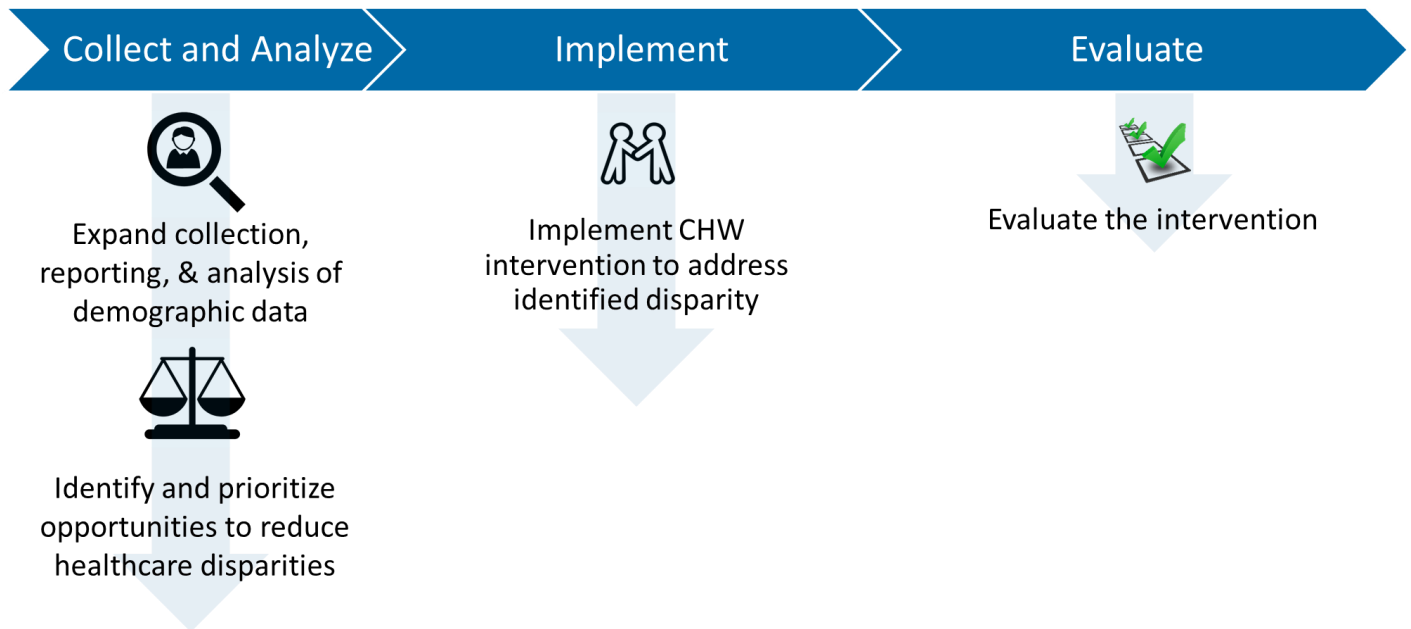 Collect and Analyze
Implement
Evaluate
Expand collection,
reporting, & analysis of
demographic data
Identify and prioritize
opportunities to reduce
healthcare disparities
Implement CHW
intervention to address
identified disparity
Evaluate the intervention